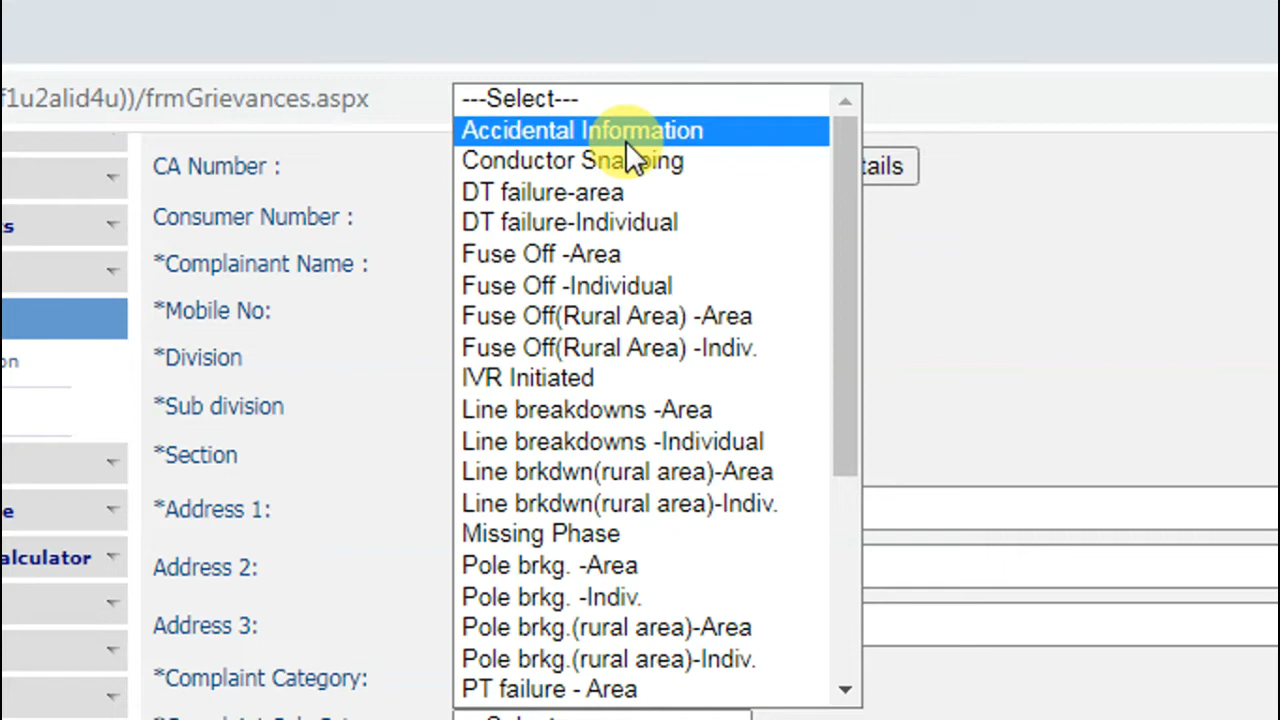 f1u2alid4u))/frmGrievances.aspx
---Select---
Accidental Information
CA Number :
Conductor Snapping
tails
DT failure-area
s
Consumer Number :
DT failure-Individual
*Complainant Name :
Fuse Off -Area
Fuse Off -Individual
*Mobile No:
Fuse Off(Rural Area) -Area
on
*Division
Fuse Off(Rural Area) -Indiv.
IVR Initiated
*Sub division
Line breakdowns -Area
*Section
Line breakdowns -Individual
Line brkdwn(rural area)-Area
e
*Address 1:
Line brkdwn(rural area)-Indiv.
Missing Phase
alculator
Address 2:
Pole brkg. -Area
Pole brkg. -Indiv.
Address 3:
Pole brkg.(rural area)-Area
Pole brkg.(rural area)-Indiv.
*Complaint Category:
PT failure - Area